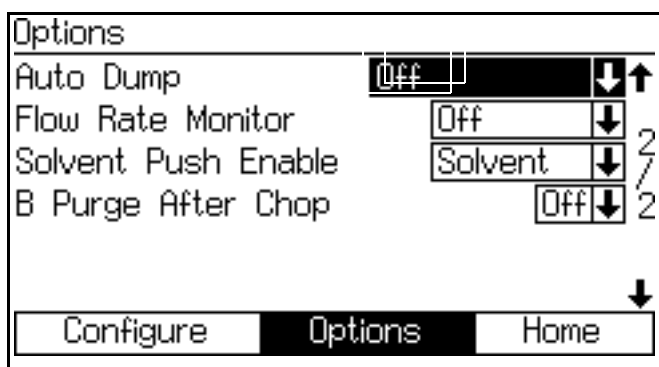 Options
Auto Dump Off
Flow Rate Monitor Off
Solvent Push Enable Solvent
B Purge After Chop Off
2/2
Configure Options Home